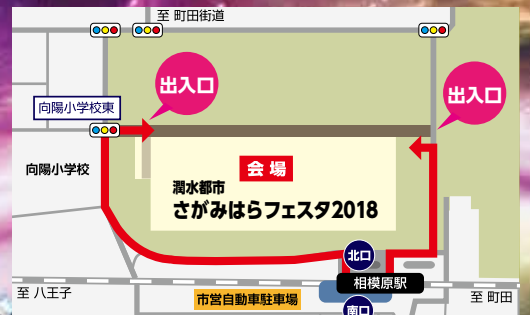 至 町田街道
出入口
出入口
向陽小学校東
向陽小学校
会場
潤水都市
さがみはらフェスタ2018
北口
相模原駅
至 八王子
市営自動車駐車場
至 町田
南口